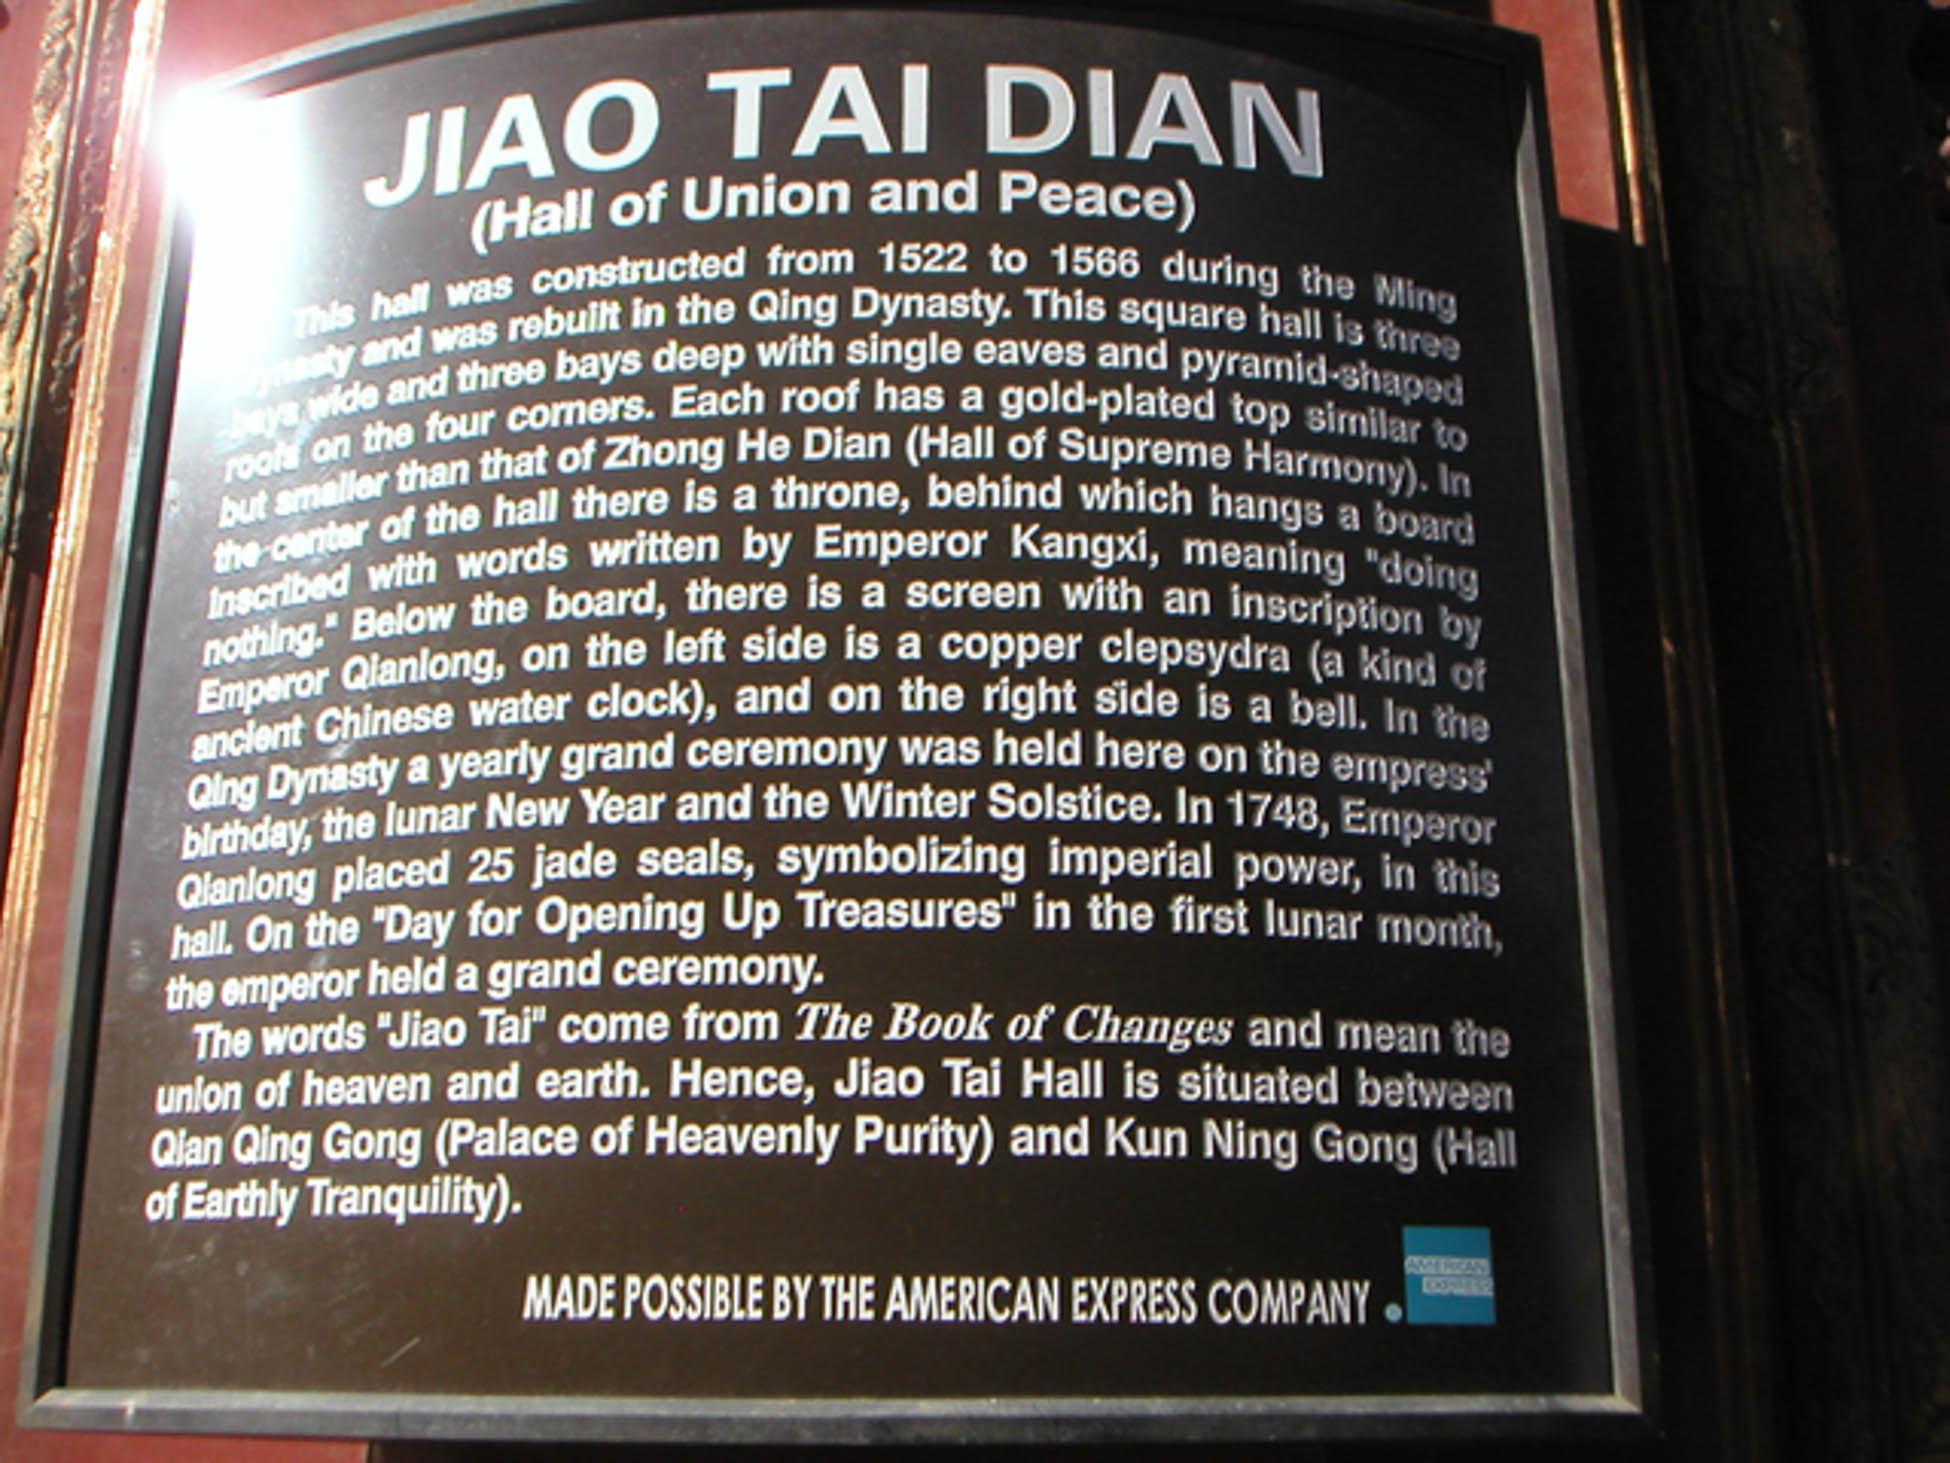 JIAO TAI DIAN
(Hall of Union and Peace)
This hall was constructed from 1522 to 1566 during the Ming
Dynasty and was rebuilt in the Qing Dynasty. This square hall is three
bays wide and three bays deep with single eaves and pyramid-shaped
roofs on the four corners. Each roof has a gold-plated top similar to
but smaller than that of Zhong He Dian (Hall of Supreme Harmony). In
the center of the hall there is a throne, behind which hangs a board
inscribed with words written by Emperor Kangxi, meaning "doing
nothing." Below the board, there is a screen with an inscription by
Emperor Qianlong, on the left side is a copper clepsydra (a kind of
ancient Chinese water clock), and on the right side is a bell. In the
Qing Dynasty a yearly grand ceremony was held here on the empress'
birthday, the lunar New Year and the Winter Solstice. In 1748, Emperor
Qianlong placed 25 jade seals, symbolizing imperial power, in this
hall. On the "Day for Opening Up Treasures" in the first lunar month,
the emperor held a grand ceremony.
The words "Jiao Tai" come from The Book of Changes and mean the
union of heaven and earth. Hence, Jiao Tai Hall is situated between
Qian Qing Gong (Palace of Heavenly Purity) and Kun Ning Gong (Hall
of Earthly Tranquility).
MADE POSSIBLE BY THE AMERICAN EXPRESS COMPANY.
AMERICAN
EXPRESS